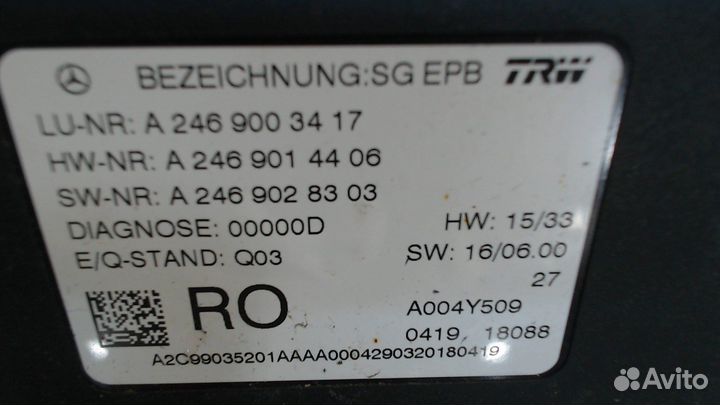 BEZEICHNUNG:SG EPB TRW
LU-NR: A 246 900 34 17
HW-NR: A 246 901 44 06
SW-NR: A 246 902 83 03
DIAGNOSE: 00000D HW: 15/33
E/Q-STAND: Q03 SW: 16/06.00
27
RO A004Y509
0419, 18088
A2C99035201AAAA0004290320180419
Avito